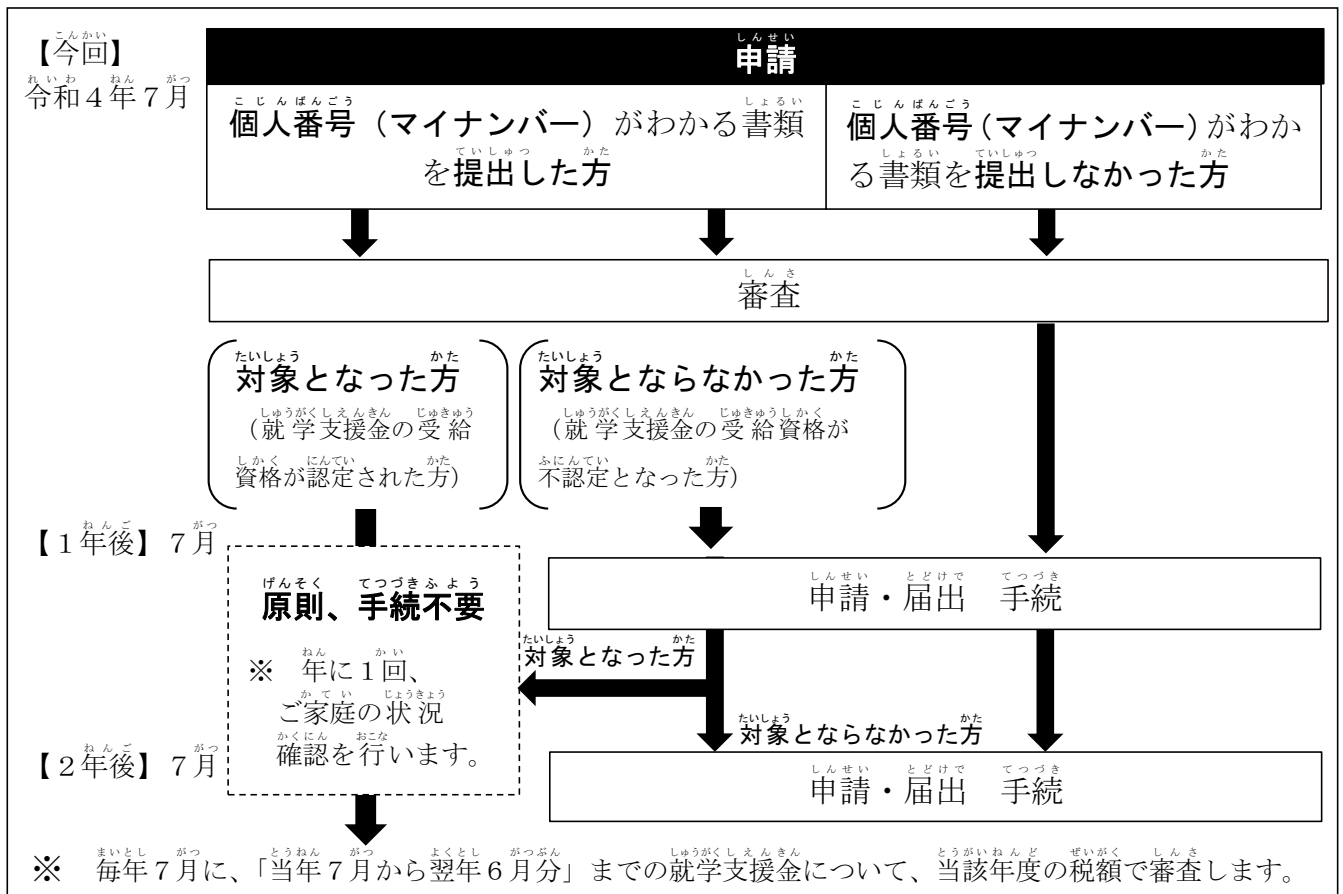 【今回】
令和４年７月
申請
個人番号（マイナンバー）がわかる書類
を提出した方
個人番号（マイナンバー）がわか
る書類を提出しなかった方
審査
対象となった方
（就学支援金の受給
資格が認定された方）
対象とならなかった方
（就学支援金の受給資格が
不認定となった方）
【１年後】７月
原則、手続不要
※　年に１回、
ご家庭の状況
確認を行います。
申請・届出　手続
対象となった方
対象とならなかった方
【２年後】７月
申請・届出　手続
※　毎年７月に、「当年７月から翌年６月分」までの就学支援金について、当該年度の税額で審査します。